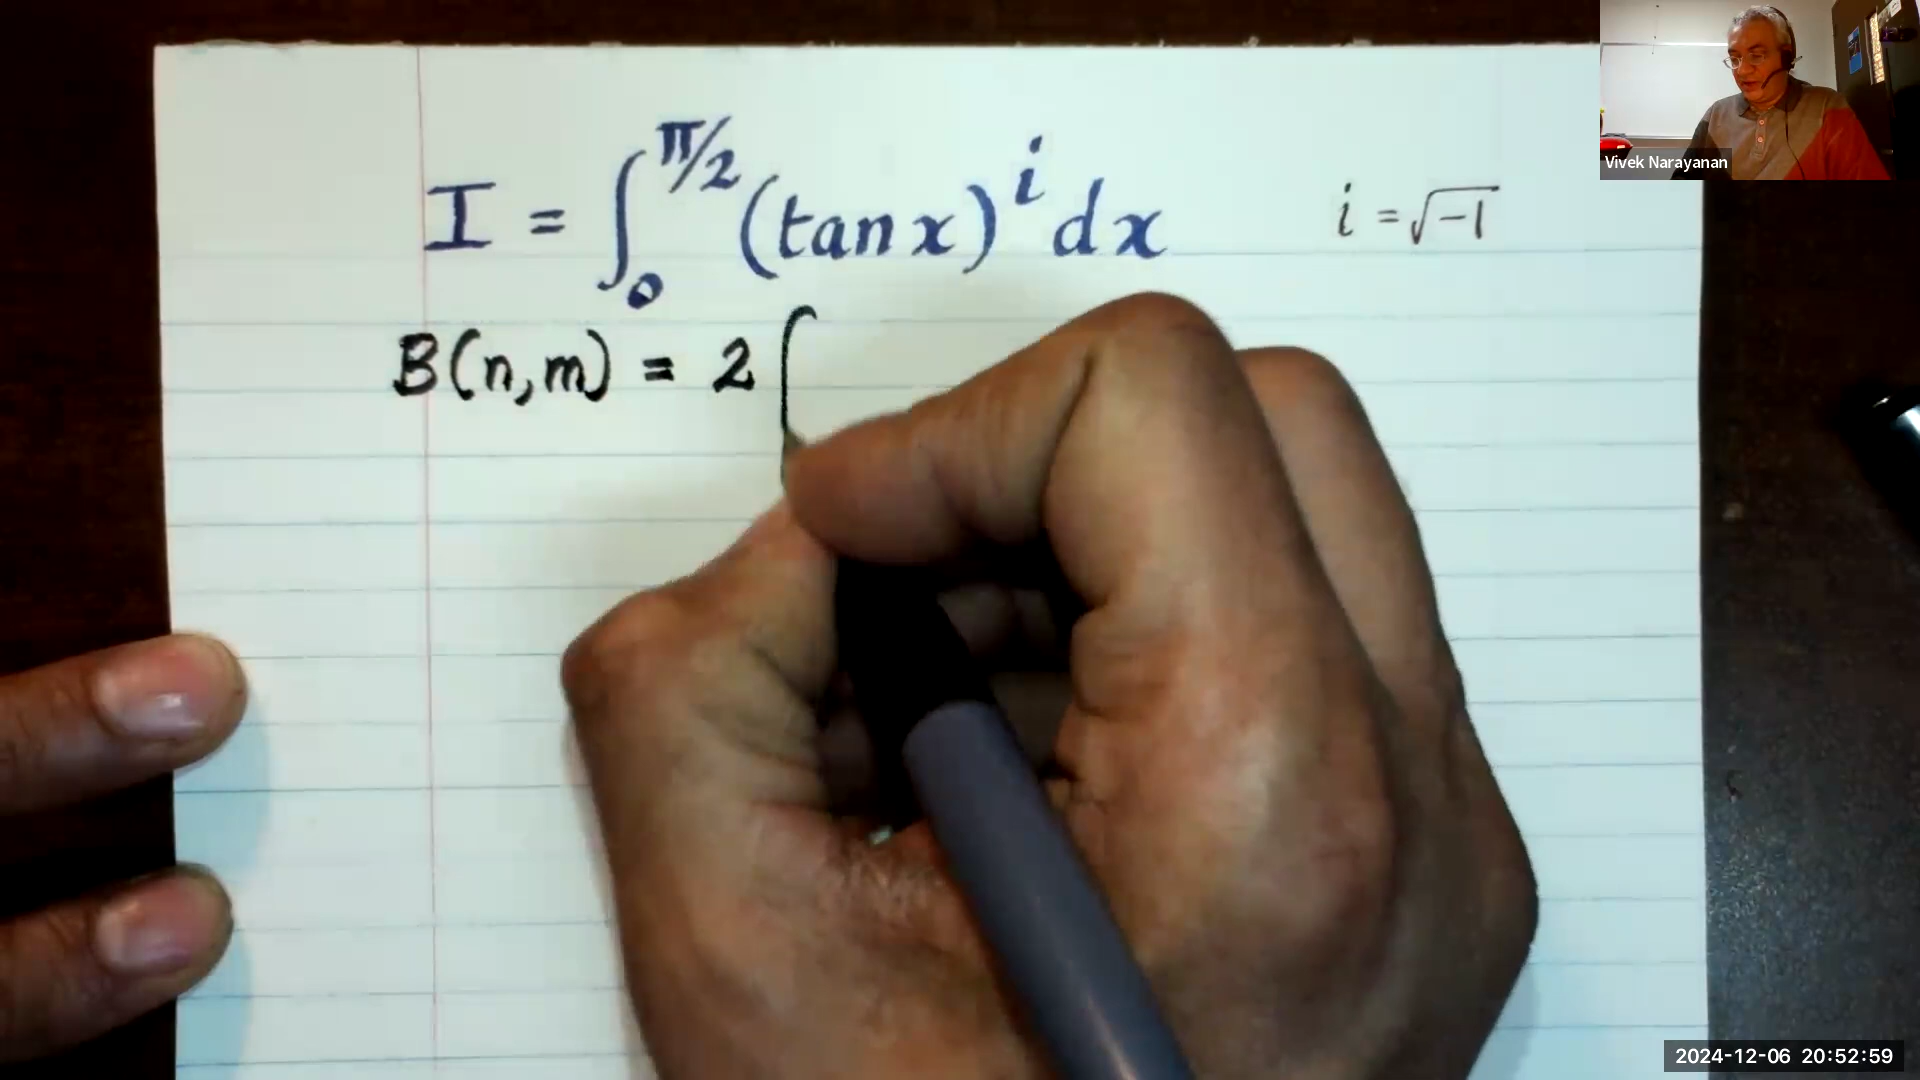 I = ∫₀^π/2 (tan x)^i dx i = √-1
B(n,m) = 2 ∫
Vivek Narayanan
2024-12-06 20:52:59